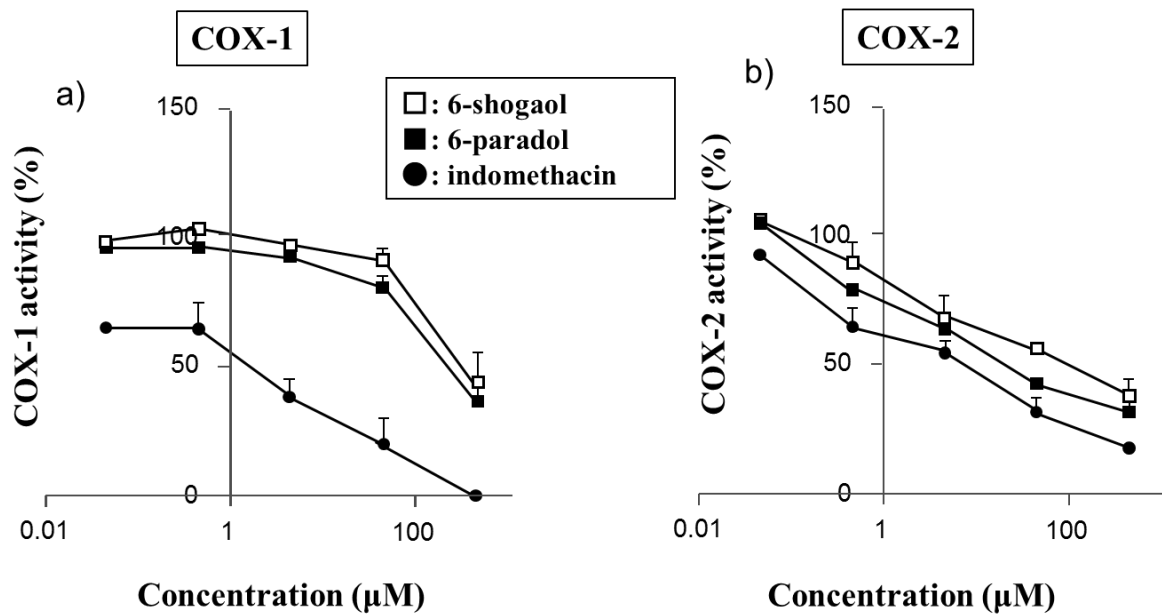 COX-1
COX-2
a)
b)
: 6-shogaol
: 6-paradol
: indomethacin
COX-1 activity (%)
150
100
50
0
0.01
1
100
Concentration (µM)
COX-2 activity (%)
150
100
50
0
0.01
1
100
Concentration (µM)